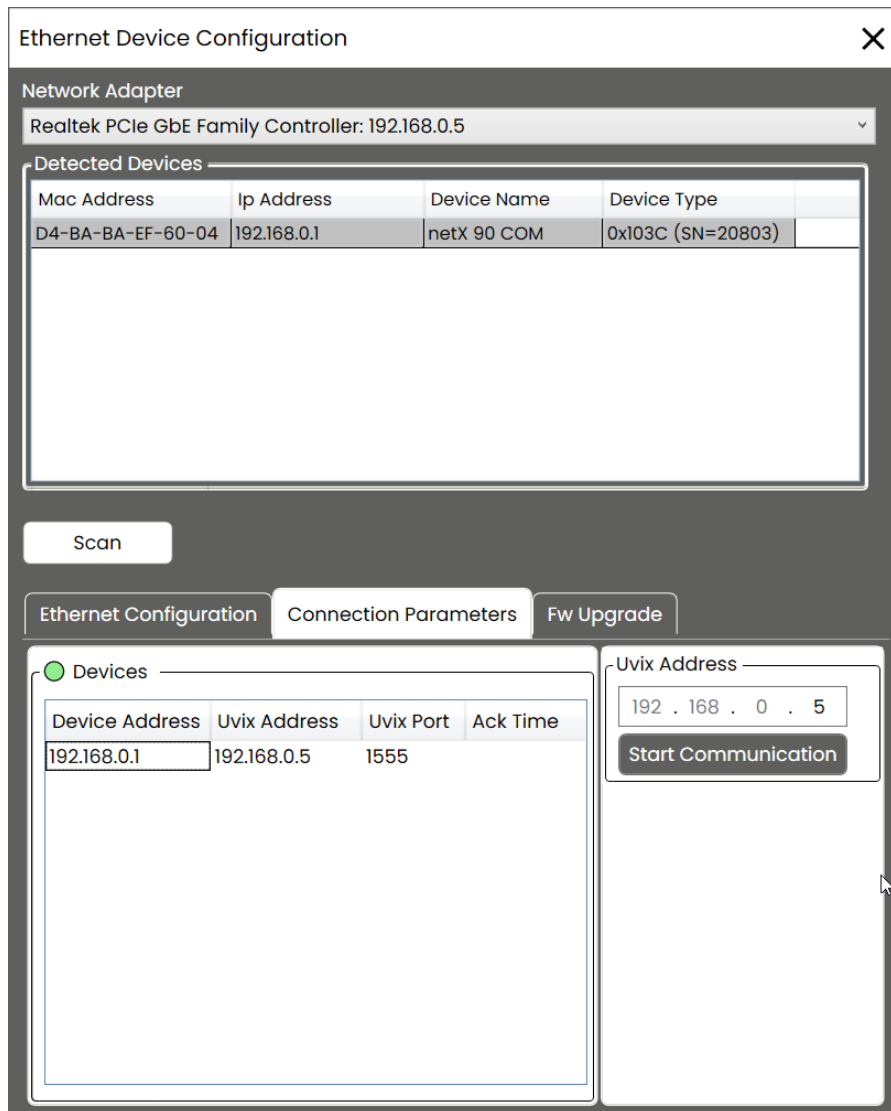 Ethernet Device Configuration
Network Adapter
Realtek PCIe GbE Family Controller: 192.168.0.5
Detected Devices
Mac Address Ip Address Device Name Device Type
D4-BA-BA-EF-60-04 192.168.0.1 netX 90 COM 0x103C (SN=20803)
Scan
Ethernet Configuration Connection Parameters Fw Upgrade
Devices
Device Address Uvix Address Uvix Port Ack Time
192.168.0.1 192.168.0.5 1555
Uvix Address
192 . 168 . 0 . 5
Start Communication